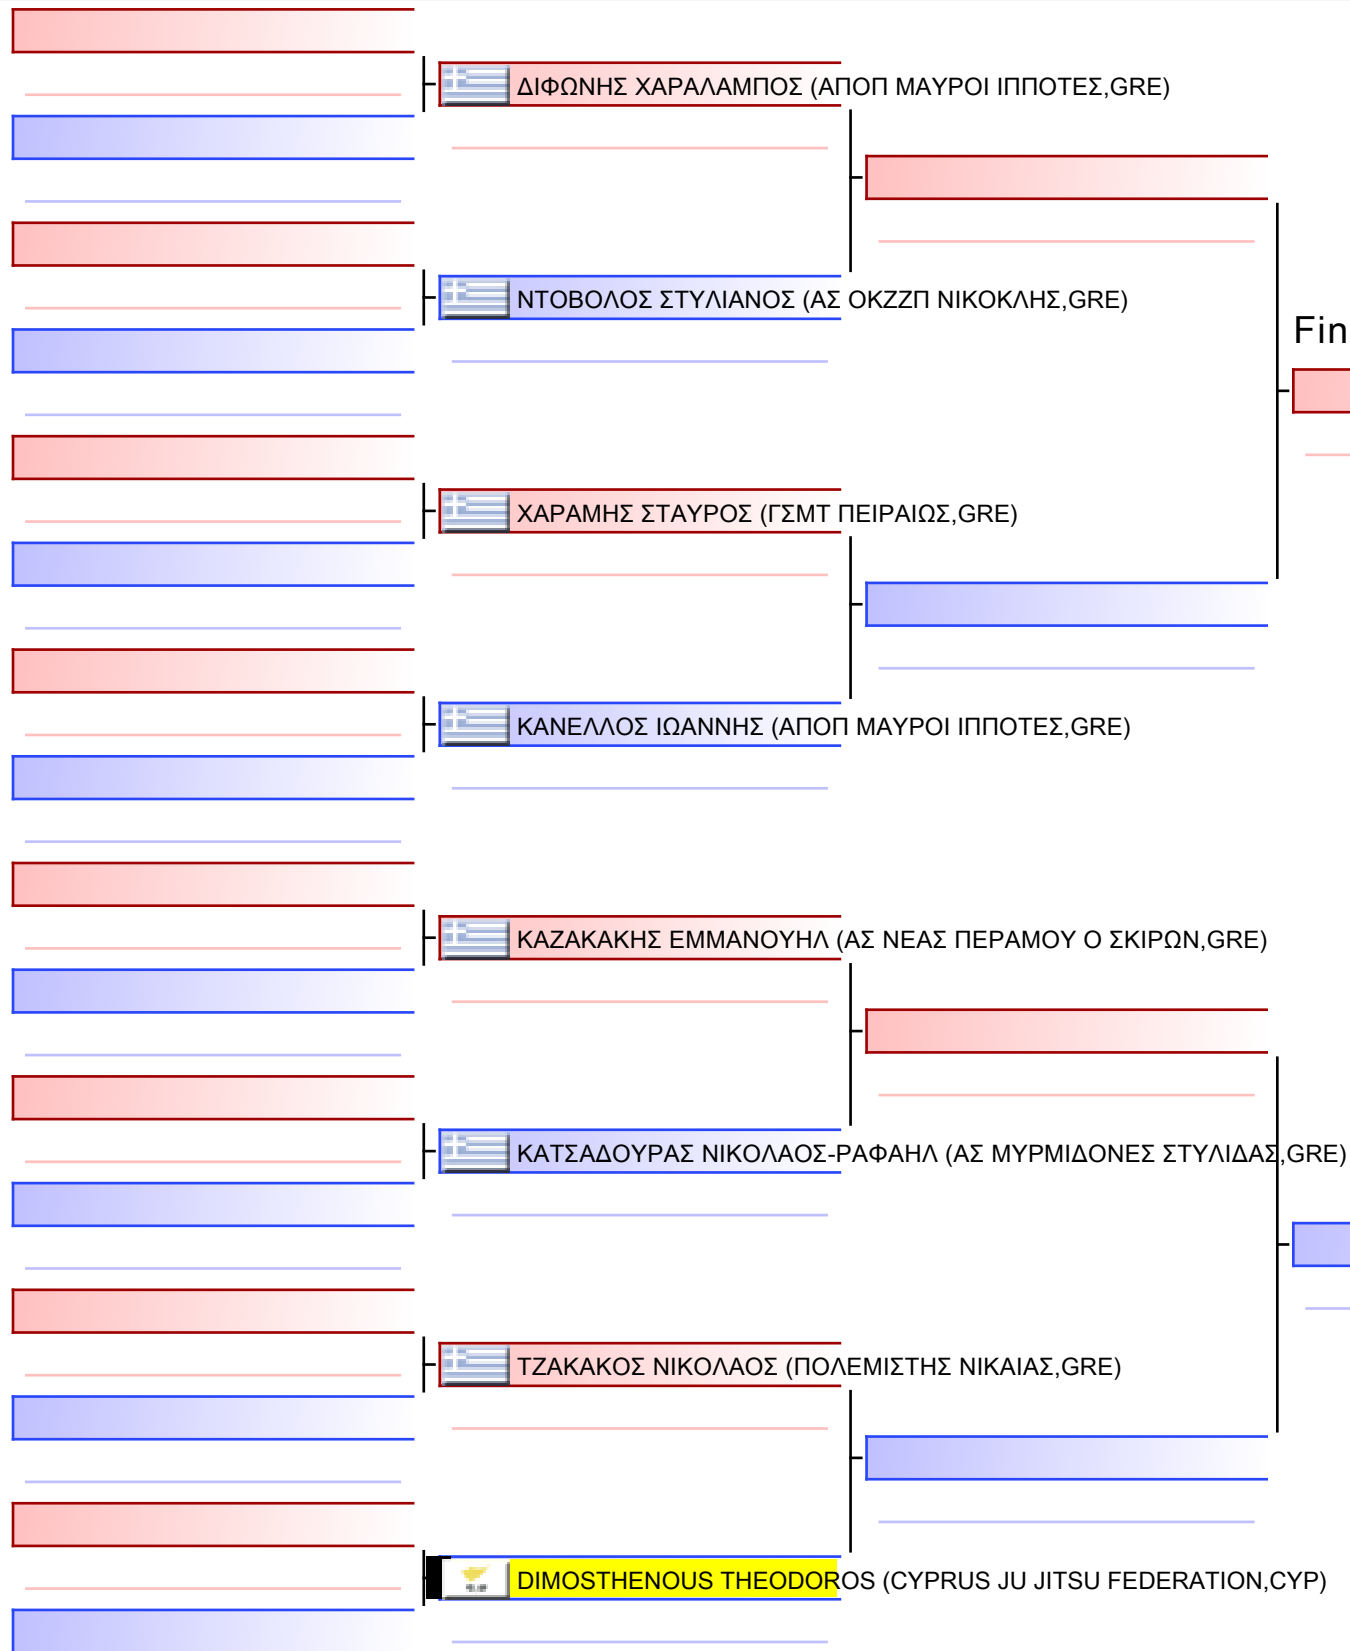 ΔΙΦΩΝΗΣ ΧΑΡΑΛΑΜΠΟΣ (ΑΠΟΠ ΜΑΥΡΟΙ ΙΠΠΟΤΕΣ,GRE)
ΝΤΟΒΟΛΟΣ ΣΤΥΛΙΑΝΟΣ (ΑΣ ΟΚΖΖΠ ΝΙΚΟΚΛΗΣ,GRE)
Fin
ΧΑΡΑΜΗΣ ΣΤΑΥΡΟΣ (ΓΣΜΤ ΠΕΙΡΑΙΩΣ,GRE)
ΚΑΝΕΛΛΟΣ ΙΩΑΝΝΗΣ (ΑΠΟΠ ΜΑΥΡΟΙ ΙΠΠΟΤΕΣ,GRE)
ΚΑΖΑΚΑΚΗΣ ΕΜΜΑΝΟΥΗΛ (ΑΣ ΝΕΑΣ ΠΕΡΑΜΟΥ Ο ΣΚΙΡΩΝ,GRE)
ΚΑΤΣΑΔΟΥΡΑΣ ΝΙΚΟΛΑΟΣ-ΡΑΦΑΗΛ (ΑΣ ΜΥΡΜΙΔΟΝΕΣ ΣΤΥΛΙΔΑΣ,GRE)
ΤΖΑΚΑΚΟΣ ΝΙΚΟΛΑΟΣ (ΠΟΛΕΜΙΣΤΗΣ ΝΙΚΑΙΑΣ,GRE)
DIMOSTHENOUS THEODOROS (CYPRUS JU JITSU FEDERATION,CYP)